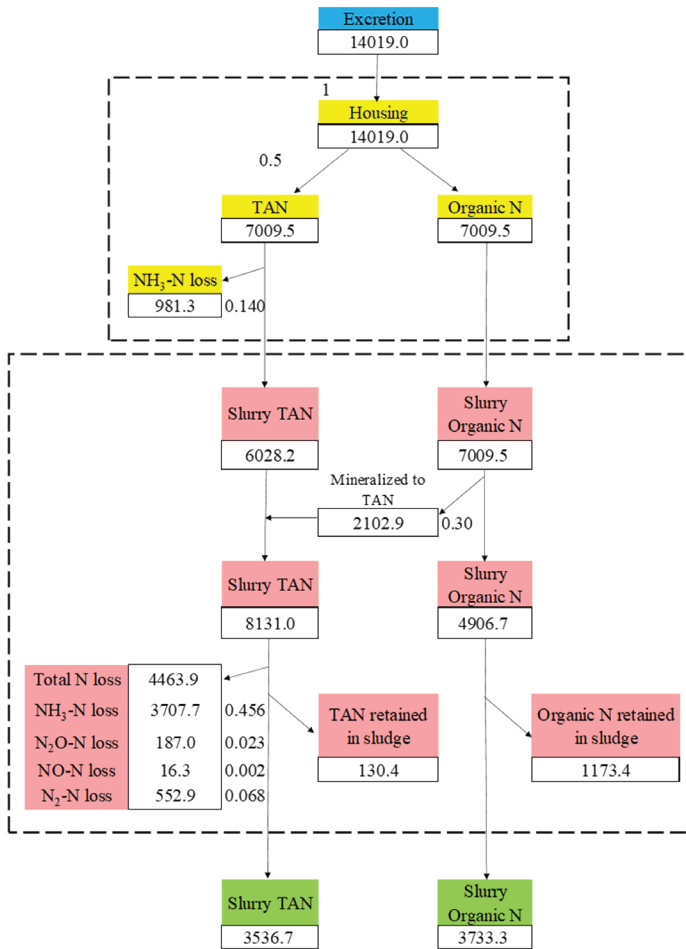 Excretion
14019.0
1
Housing
14019.0
0.5
TAN
7009.5
Organic N
7009.5
NH₃-N loss
981.3
0.140
Slurry TAN
6028.2
Slurry
Organic N
7009.5
Mineralized to
TAN
2102.9
0.30
Slurry TAN
8131.0
Slurry
Organic N
4906.7
Total N loss 4463.9
NH₃-N loss 3707.7 0.456
N₂O-N loss 187.0 0.023
NO-N loss 16.3 0.002
N₂-N loss 552.9 0.068
TAN retained
in sludge
130.4
Organic N retained
in sludge
1173.4
Slurry TAN
3536.7
Slurry
Organic N
3733.3